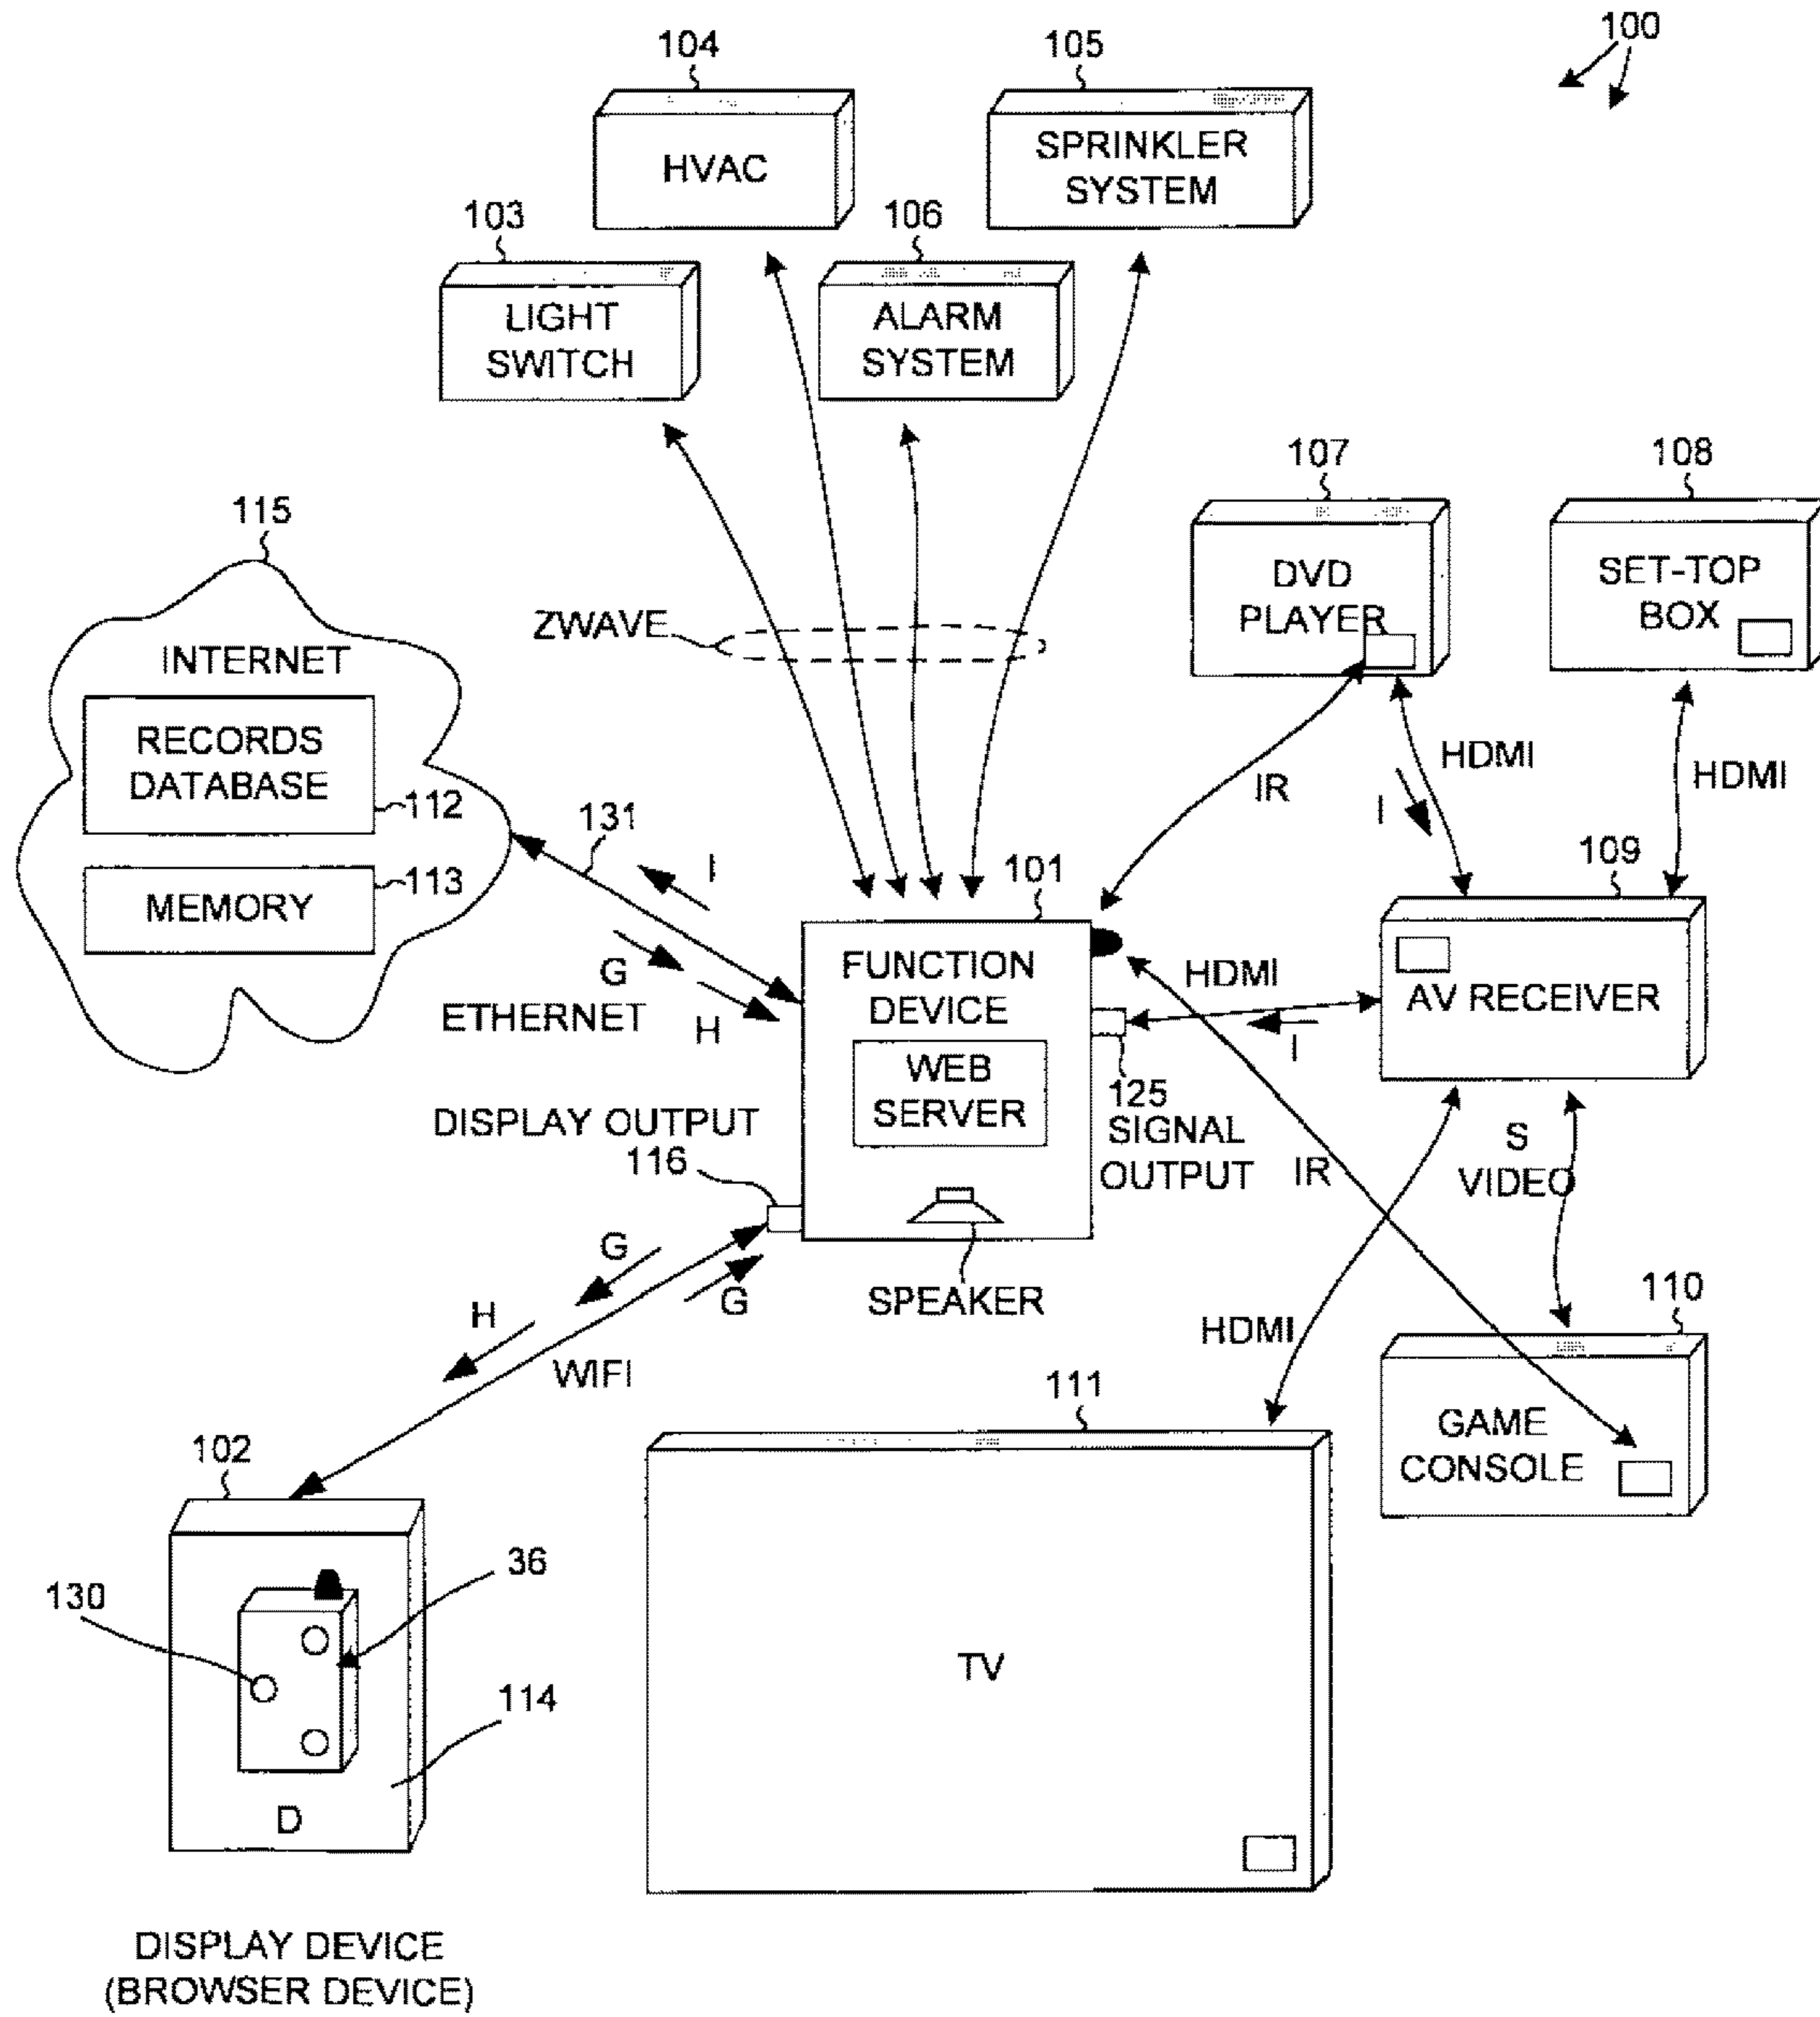 100
104
105
HVAC
SPRINKLER
SYSTEM
103
106
LIGHT
SWITCH
ALARM
SYSTEM
107
108
DVD
PLAYER
SET-TOP
BOX
115
INTERNET
RECORDS
DATABASE
112
MEMORY
113
ZWAVE
131
I
G
ETHERNET
H
IR
HDMI
I
HDMI
101
FUNCTION
DEVICE
WEB
SERVER
SPEAKER
HDMI
I
125
SIGNAL
OUTPUT
109
AV RECEIVER
DISPLAY OUTPUT
116
IR
S
VIDEO
G
G
H
WIFI
HDMI
110
GAME
CONSOLE
111
TV
102
36
130
114
D
DISPLAY DEVICE
(BROWSER DEVICE)